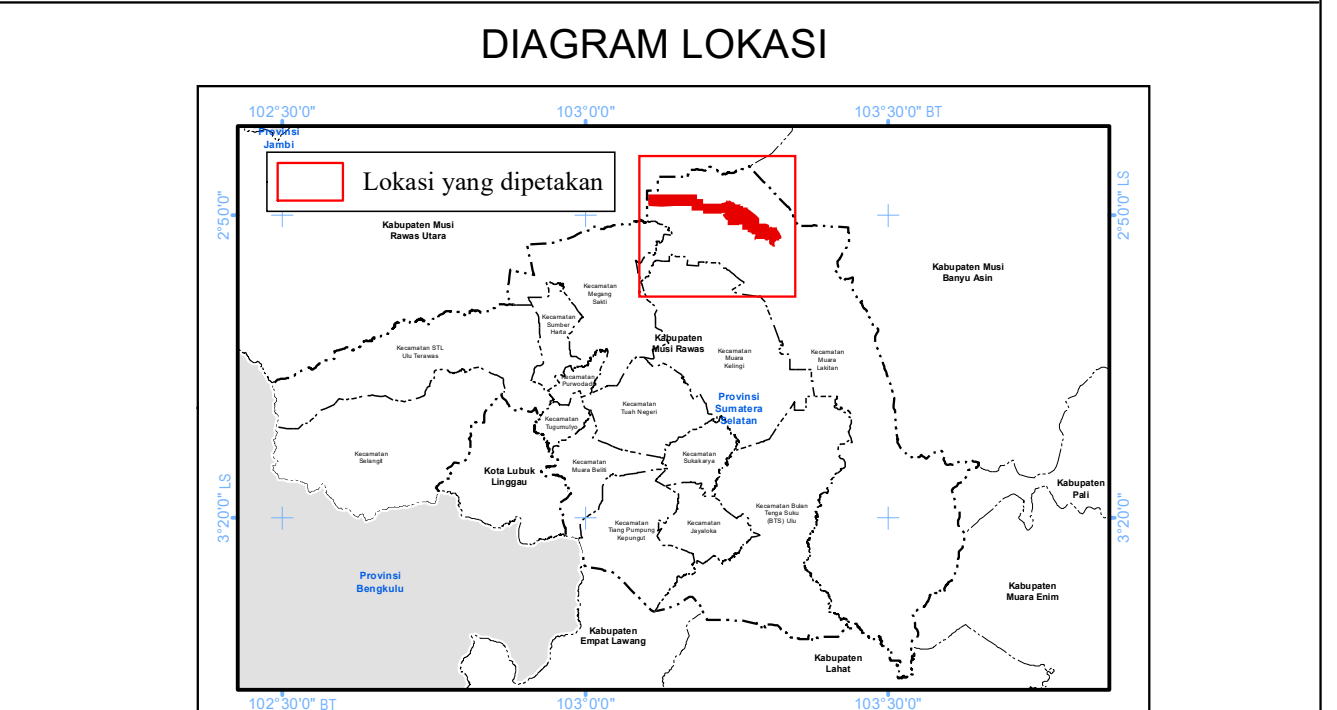 DIAGRAM LOKASI
102°30'0"
103°0'0"
103°30'0" BT
Provinsi
Jambi
Lokasi yang dipetakan
2°50'0"
2°50'0" LS
Kabupaten Musi
Rawas Utara
Kabupaten Musi
Banyu Asin
Kecamatan
Megang
Sakti
Kecamatan
Sumber
Harta
Kabupaten
Musi Rawas
Kecamatan STL
Ulu Terawas
Kecamatan
Muara
Kelingi
Kecamatan
Muara
Lakitan
Kecamatan
Purwodadi
Provinsi
Sumatera
Selatan
Kecamatan
Tuah Negeri
Kecamatan
Tugumulyo
Kecamatan
Selangit
Kota Lubuk
Linggau
Kecamatan
Muara Beliti
Kecamatan
Sukakarya
Kabupaten
Pali
3°20'0" LS
3°20'0"
Kecamatan Bulan
Tenga Suku
(BTS) Ulu
Kecamatan
Tiang Pumpung
Kepungut
Kecamatan
Jayaloka
Provinsi
Bengkulu
Kabupaten
Muara Enim
Kabupaten
Empat Lawang
Kabupaten
Lahat
102°30'0" BT
103°0'0"
103°30'0"